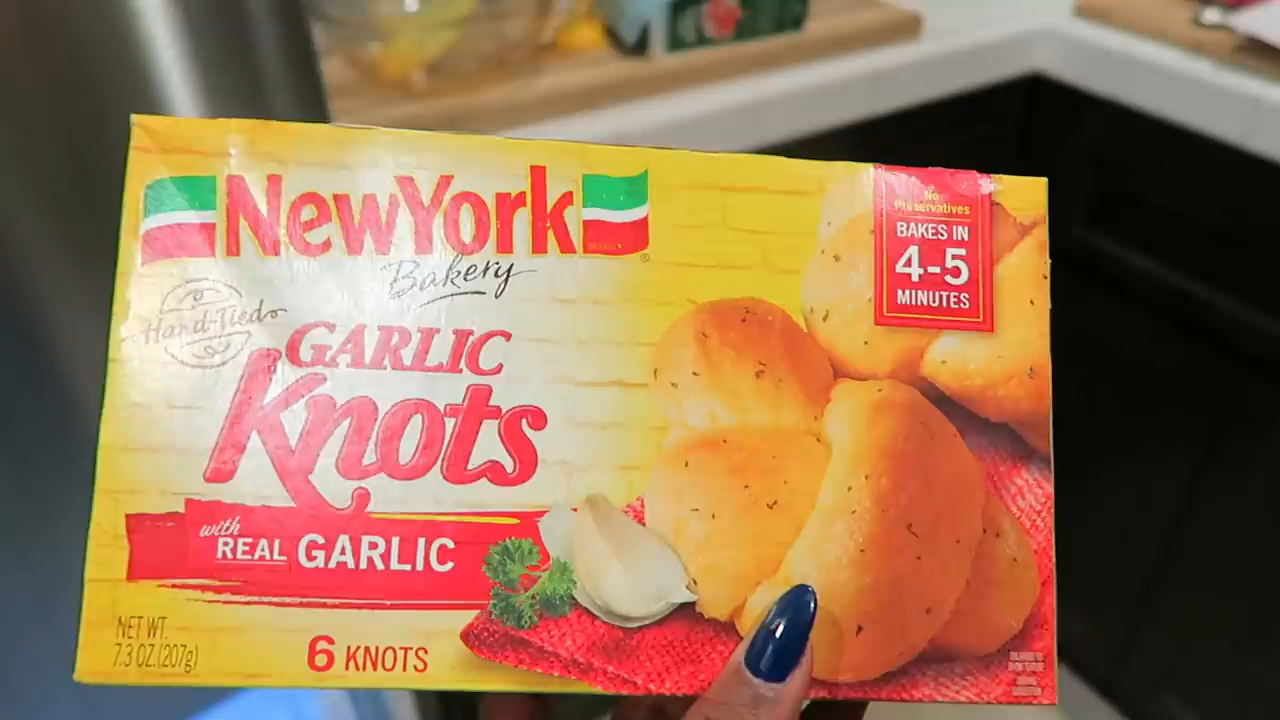 NewYork
Bakery
Hand-Tied
GARLIC
Knots
with
REAL GARLIC
NET WT.
7.3 OZ.(207g)
6 KNOTS
No
Preservatives
BAKES IN
4-5
MINUTES